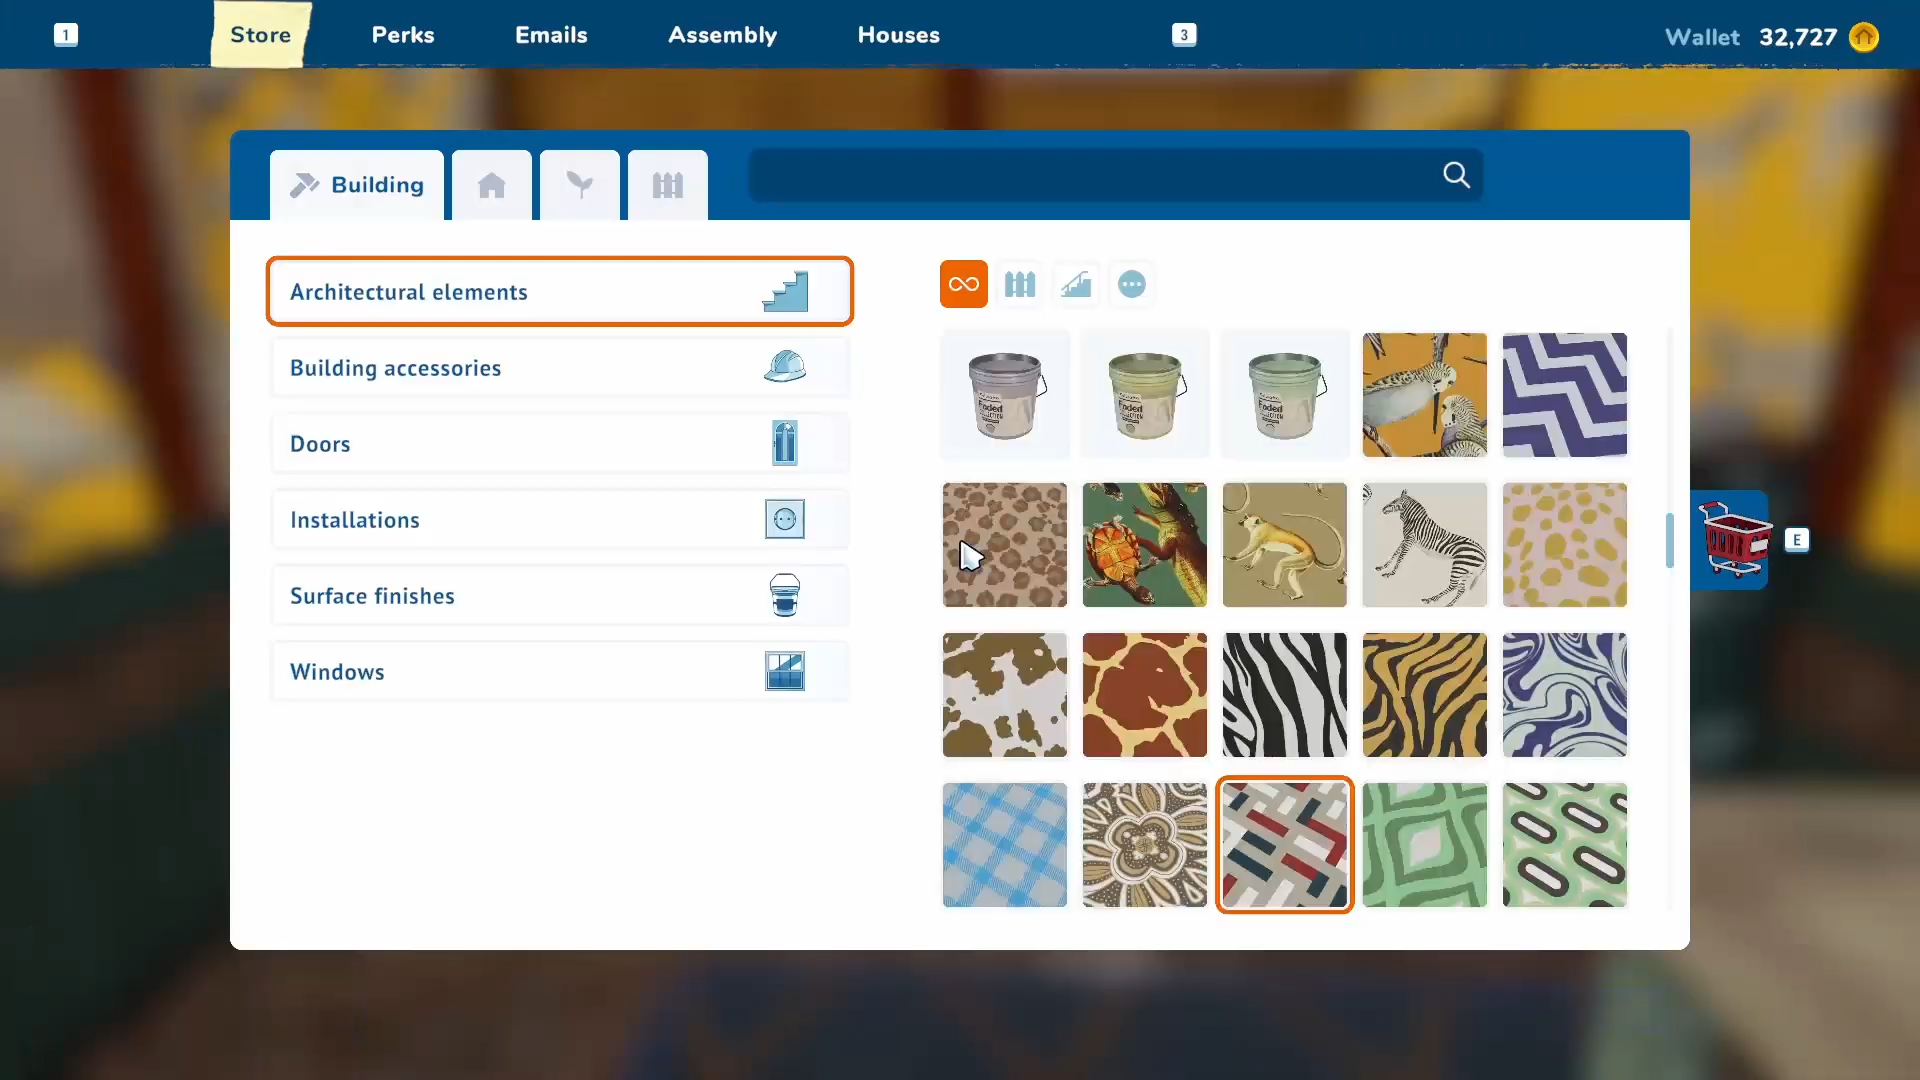 1
Store
Perks
Emails
Assembly
Houses
3
Wallet 32,727
Building
Architectural elements
Building accessories
Doors
Installations
Surface finishes
Windows
E